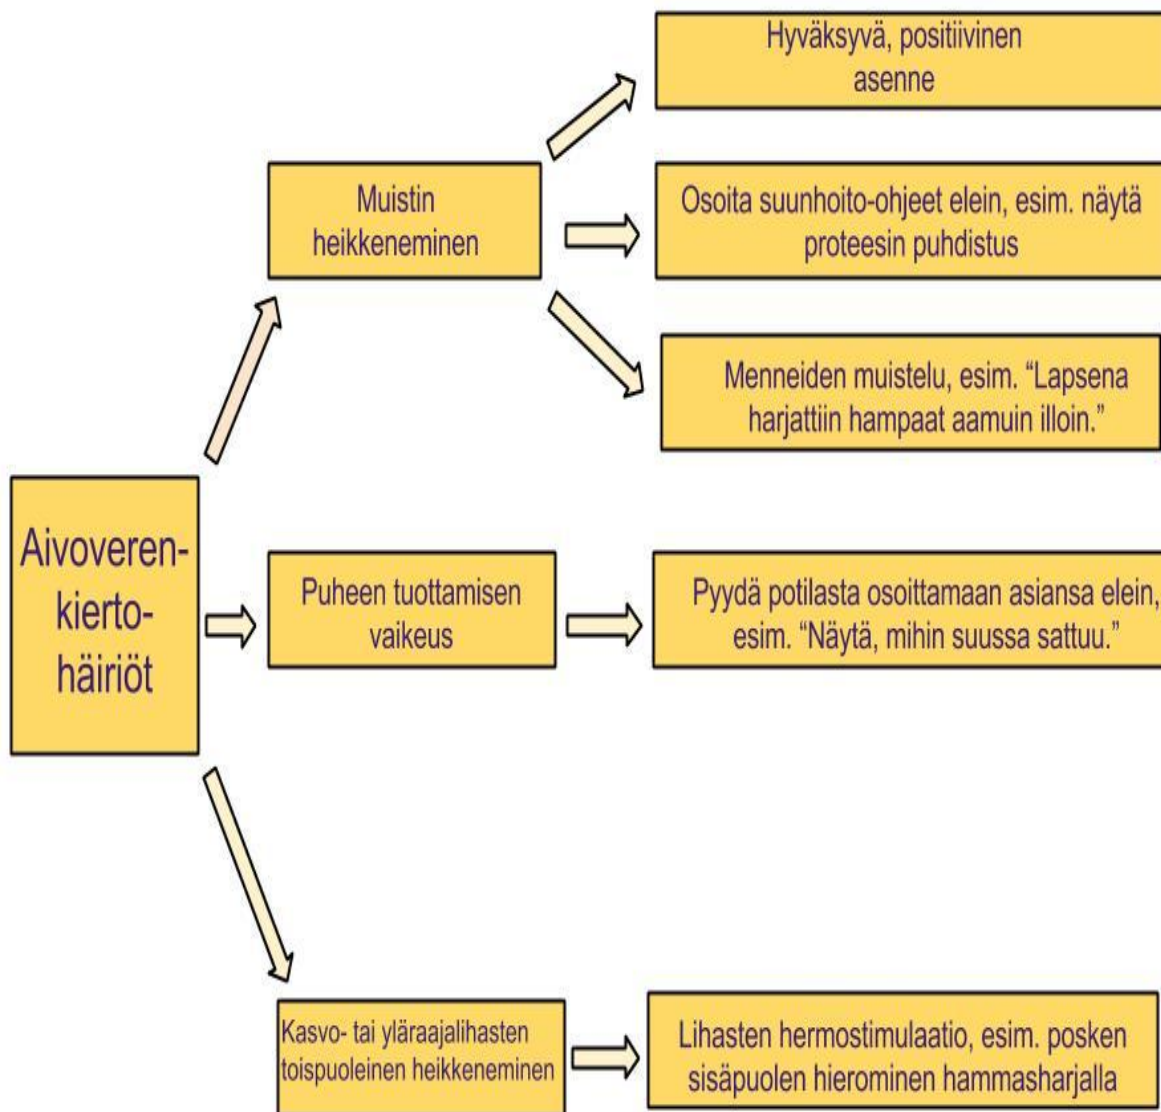 Hyväksyvä, positiivinen
asenne
Muistin
heikkeneminen
Osoita suunhoito-ohjeet elein, esim. näytä
proteesin puhdistus
Menneiden muistelu, esim. “Lapsena
harjattiin hampaat aamuin illoin.”
Aivoveren-
kierto-
häiriöt
Puheen tuottamisen
vaikeus
Pyydä potilasta osoittamaan asiansa elein,
esim. “Näytä, mihin suussa sattuu.”
Kasvo- tai yläraajalihasten
toispuoleinen heikkeneminen
Lihasten hermostimulaatio, esim. posken
sisäpuolen hierominen hammasharjalla